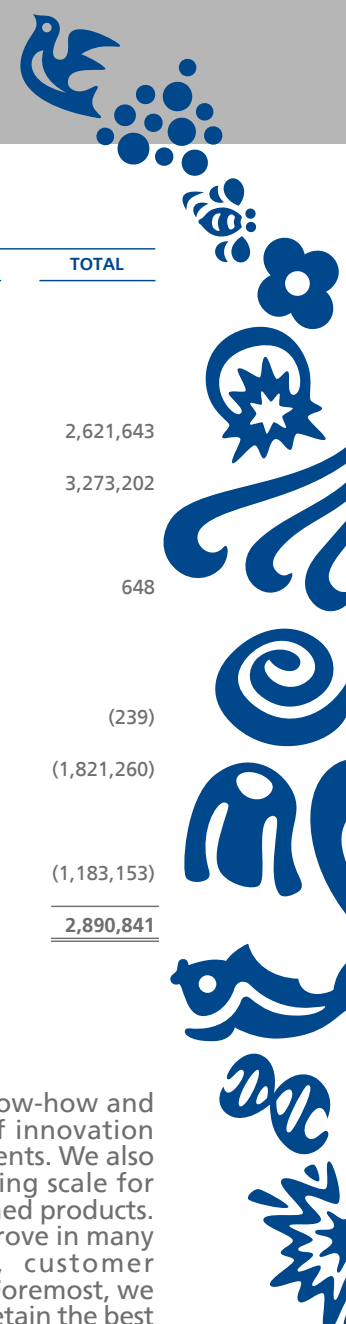 TOTAL
2,621,643
3,273,202
648
(239)
(1,821,260)
(1,183,153)
2,890,841
ow-how and
f innovation
ents. We also
ing scale for
ned products.
rove in many
, customer
Foremost, we
etain the best